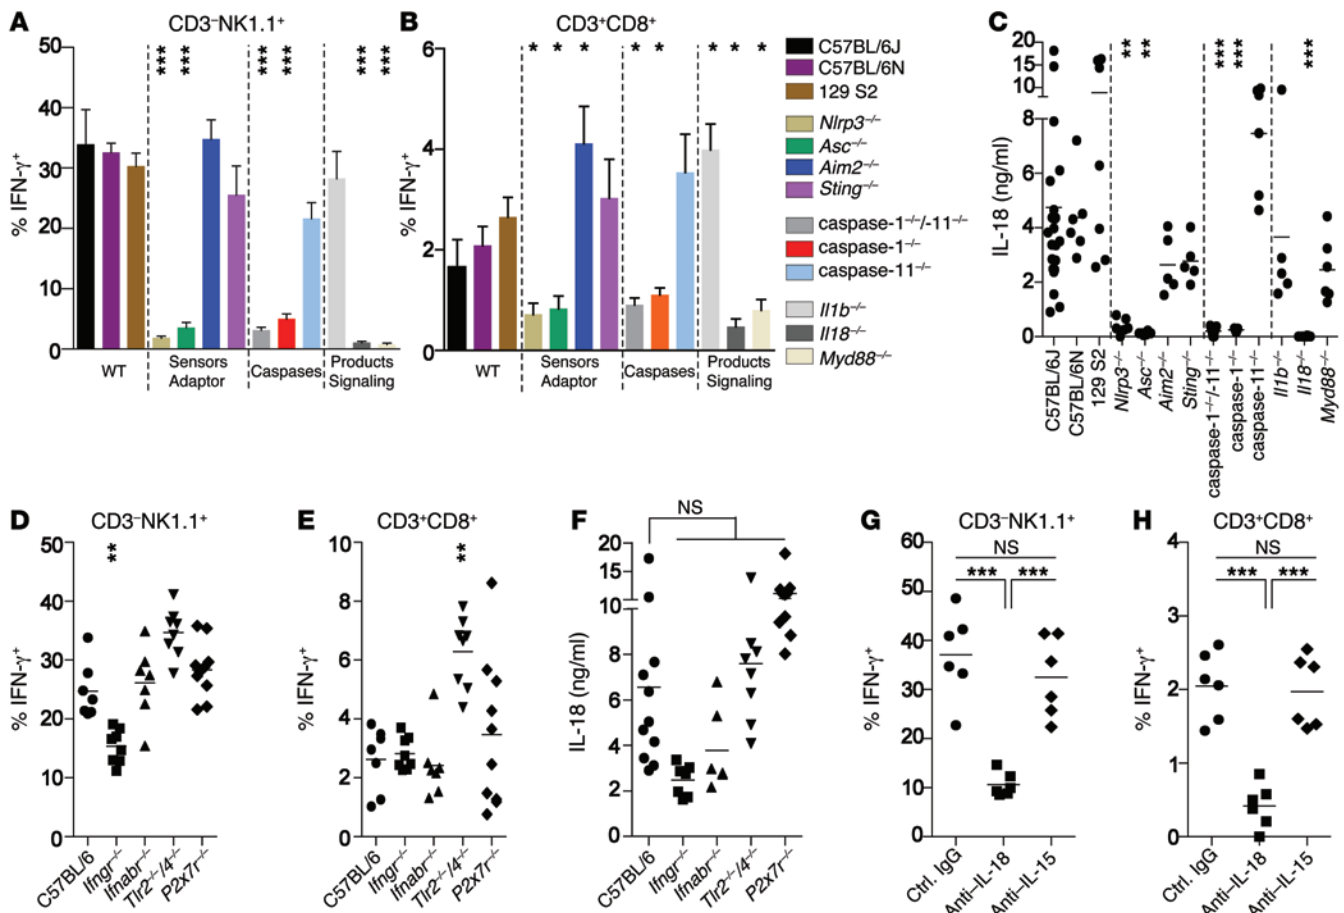 A
CD3⁻NK1.1⁺
% IFN-γ⁺
50
40
30
20
10
0
***
***
***
***
***
***
WT
Sensors
Adaptor
Caspases
Products
Signaling
B
CD3⁺CD8⁺
% IFN-γ⁺
6
4
2
0
*
*
*
*
*
*
*
*
WT
Sensors
Adaptor
Caspases
Products
Signaling
C57BL/6J
C57BL/6N
129 S2
Nlrp3⁻/⁻
Asc⁻/⁻
Aim2⁻/⁻
Sting⁻/⁻
caspase-1⁻/⁻/-11⁻/⁻
caspase-1⁻/⁻
caspase-11⁻/⁻
Il1b⁻/⁻
Il18⁻/⁻
Myd88⁻/⁻
C
IL-18 (ng/ml)
20
15
10
8
6
4
2
0
**
**
***
***
***
C57BL/6J
C57BL/6N
129 S2
Nlrp3⁻/⁻
Asc⁻/⁻
Aim2⁻/⁻
Sting⁻/⁻
caspase-1⁻/⁻/-11⁻/⁻
caspase-1⁻/⁻
caspase-11⁻/⁻
Il1b⁻/⁻
Il18⁻/⁻
Myd88⁻/⁻
D
CD3⁻NK1.1⁺
% IFN-γ⁺
50
40
30
20
10
0
**
C57BL/6
Ifngr⁻/⁻
Ifnabr⁻/⁻
Tlr2⁻/⁻/4⁻/⁻
P2x7r⁻/⁻
E
CD3⁺CD8⁺
% IFN-γ⁺
10
8
6
4
2
0
**
C57BL/6
Ifngr⁻/⁻
Ifnabr⁻/⁻
Tlr2⁻/⁻/4⁻/⁻
P2x7r⁻/⁻
F
NS
IL-18 (ng/ml)
20
15
10
8
6
4
2
0
C57BL/6
Ifngr⁻/⁻
Ifnabr⁻/⁻
Tlr2⁻/⁻/4⁻/⁻
P2x7r⁻/⁻
G
CD3⁻NK1.1⁺
NS
*** ***
% IFN-γ⁺
60
50
40
30
20
10
0
Ctrl. IgG
Anti–IL-18
Anti–IL-15
H
CD3⁺CD8⁺
NS
*** ***
% IFN-γ⁺
4
3
2
1
0
Ctrl. IgG
Anti–IL-18
Anti–IL-15